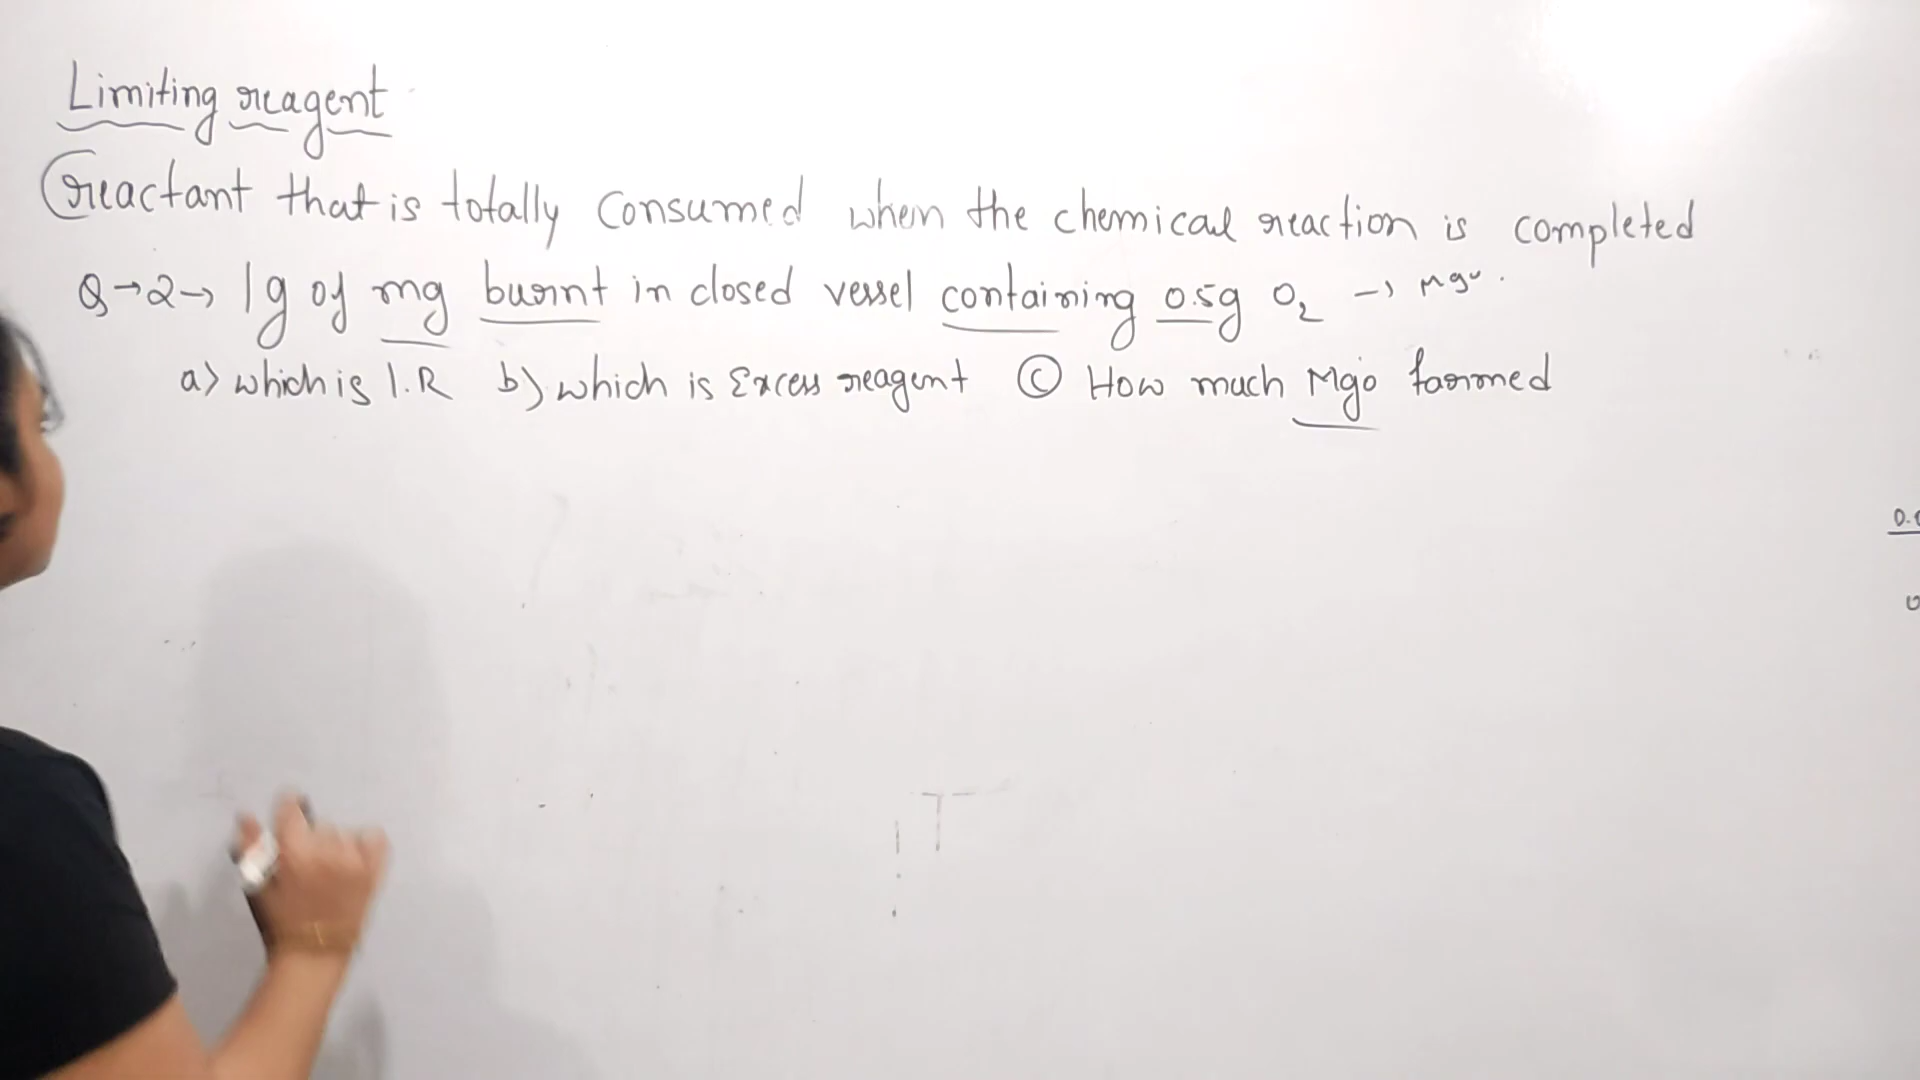 Limiting reagent
reactant that is totally consumed when the chemical reaction is completed
Q→2→ 1g of mg burnt in closed vessel containing 0.5g O₂ → Mgo.
a) which is l.R b) which is Excess reagent © How much Mgo formed